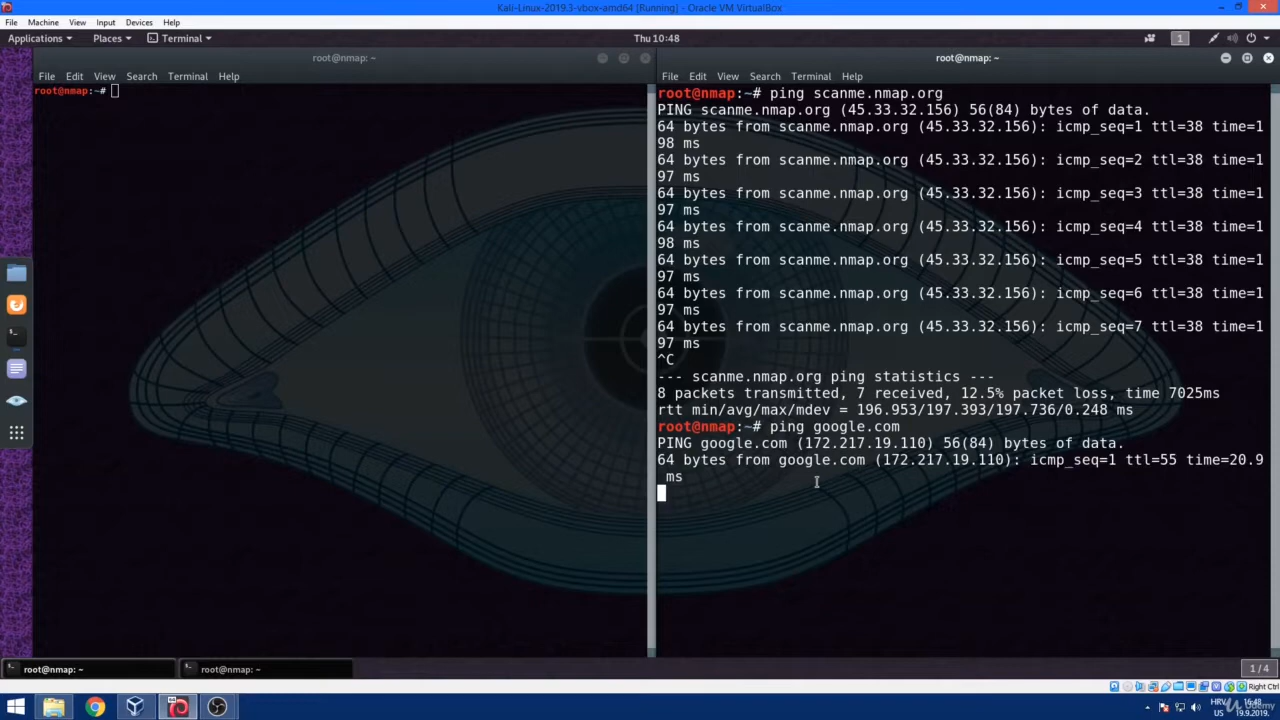 Kali-Linux-2019.3-vbox-amd64 [Running] - Oracle VM VirtualBox
File Machine View Input Devices Help
Applications Places Terminal Thu 10:48 1
root@nmap: ~
File Edit View Search Terminal Help
root@nmap:~#
root@nmap: ~
File Edit View Search Terminal Help
root@nmap:~# ping scanme.nmap.org
PING scanme.nmap.org (45.33.32.156) 56(84) bytes of data.
64 bytes from scanme.nmap.org (45.33.32.156): icmp_seq=1 ttl=38 time=1
98 ms
64 bytes from scanme.nmap.org (45.33.32.156): icmp_seq=2 ttl=38 time=1
97 ms
64 bytes from scanme.nmap.org (45.33.32.156): icmp_seq=3 ttl=38 time=1
97 ms
64 bytes from scanme.nmap.org (45.33.32.156): icmp_seq=4 ttl=38 time=1
98 ms
64 bytes from scanme.nmap.org (45.33.32.156): icmp_seq=5 ttl=38 time=1
97 ms
64 bytes from scanme.nmap.org (45.33.32.156): icmp_seq=6 ttl=38 time=1
97 ms
64 bytes from scanme.nmap.org (45.33.32.156): icmp_seq=7 ttl=38 time=1
97 ms
^C
--- scanme.nmap.org ping statistics ---
8 packets transmitted, 7 received, 12.5% packet loss, time 7025ms
rtt min/avg/max/mdev = 196.953/197.393/197.736/0.248 ms
root@nmap:~# ping google.com
PING google.com (172.217.19.110) 56(84) bytes of data.
64 bytes from google.com (172.217.19.110): icmp_seq=1 ttl=55 time=20.9
ms
root@nmap: ~ root@nmap: ~ 1 / 4
Right Ctrl
HRV 16:48
US 19.9.2019.
Udemy